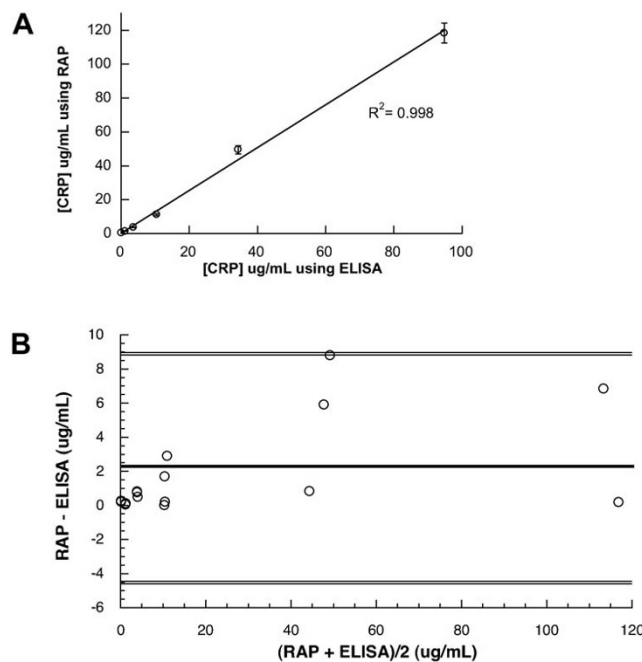 A
[CRP] ug/mL using RAP
120
100
80
60
40
20
0
R²= 0.998
0 20 40 60 80 100
[CRP] ug/mL using ELISA
B
RAP - ELISA (ug/mL)
10
8
6
4
2
0
-2
-4
-6
0 20 40 60 80 100 120
(RAP + ELISA)/2 (ug/mL)